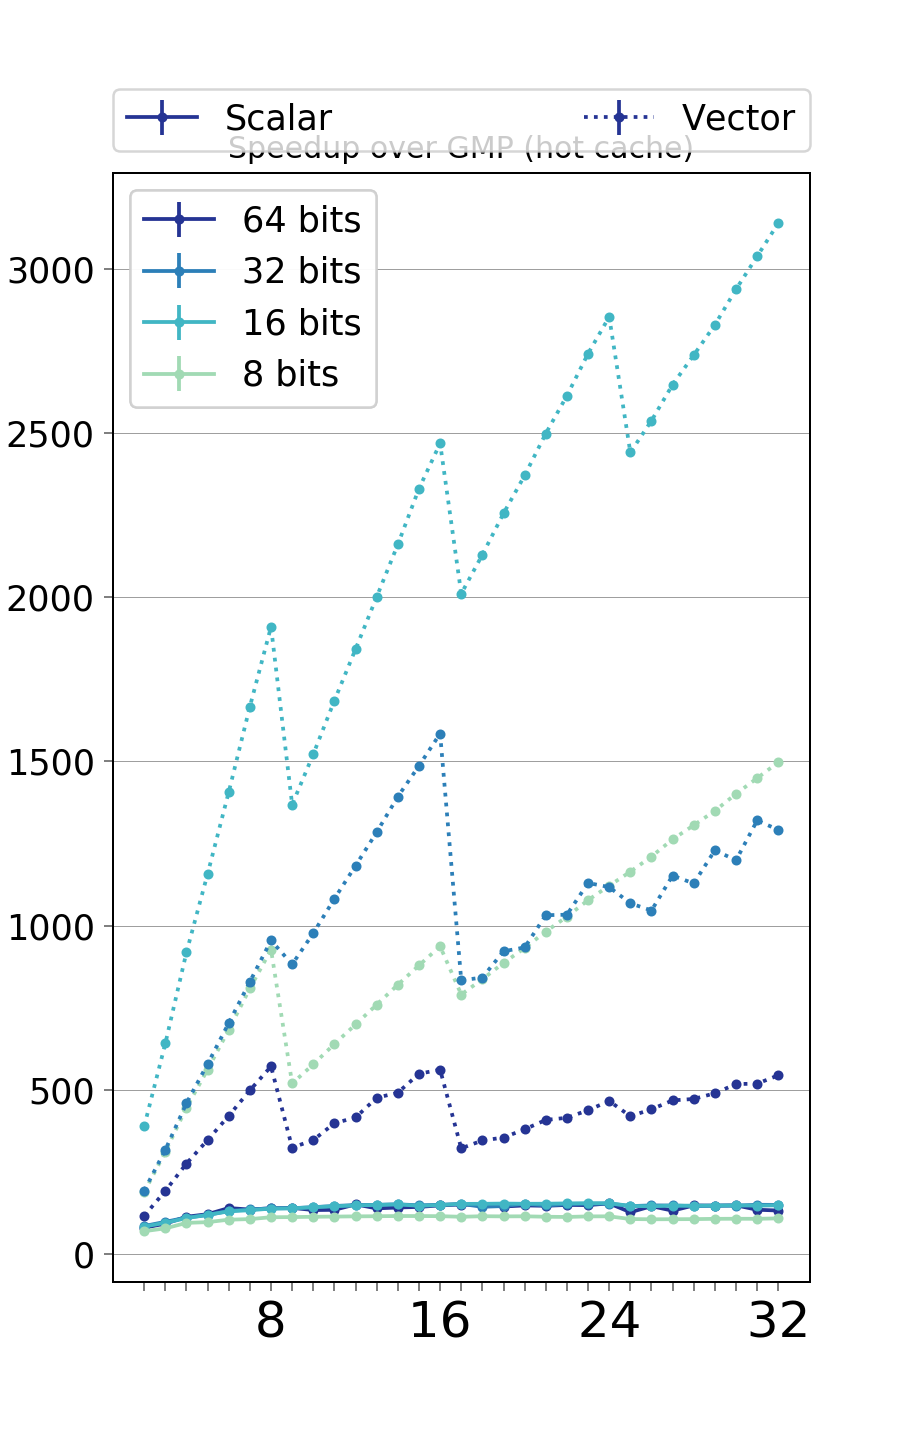 Scalar Vector
Speedup over GMP (hot cache)
64 bits
32 bits
16 bits
8 bits
3000
2500
2000
1500
1000
500
0
8 16 24 32